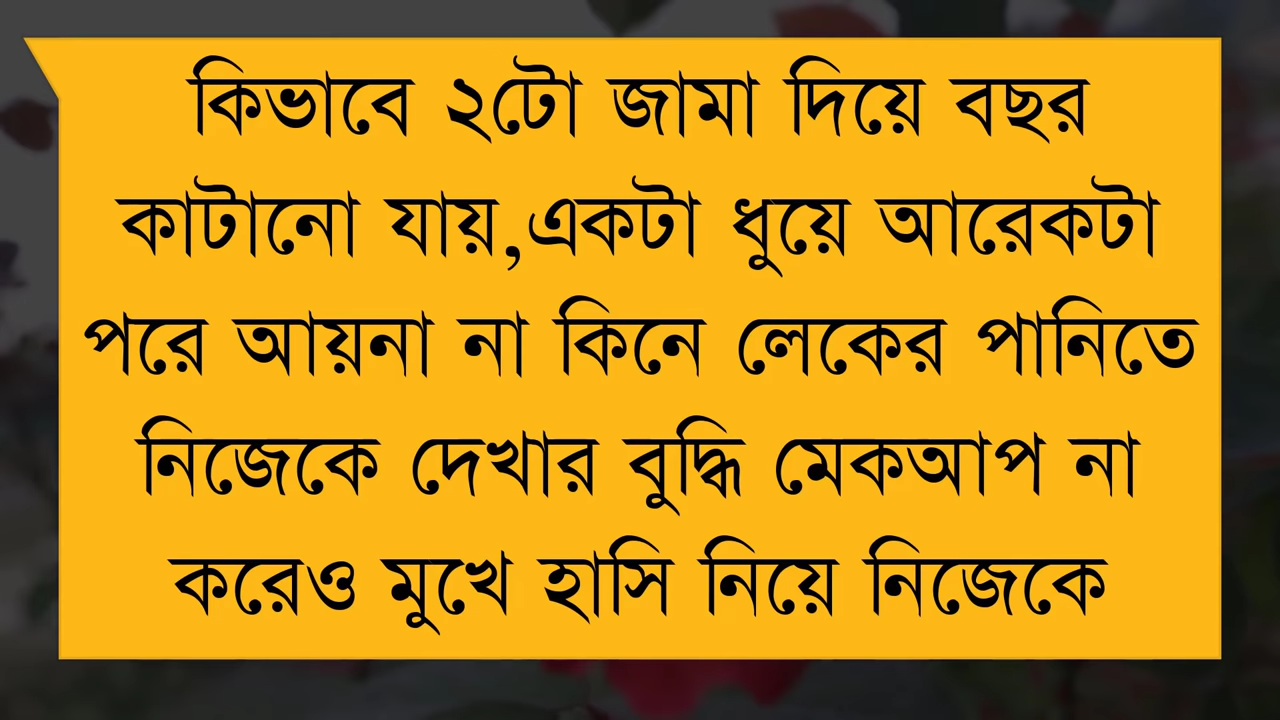 কিভাবে ২টো জামা দিয়ে বছর
কাটানো যায়,একটা ধুয়ে আরেকটা
পরে আয়না না কিনে লেকের পানিতে
নিজেকে দেখার বুদ্ধি মেকআপ না
করেও মুখে হাসি নিয়ে নিজেকে